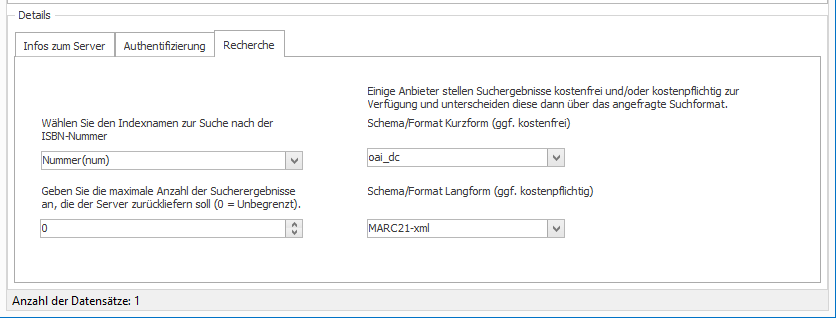 Details
Infos zum Server
Authentifizierung
Recherche
Einige Anbieter stellen Suchergebnisse kostenfrei und/oder kostenpflichtig zur
Verfügung und unterscheiden diese dann über das angefragte Suchformat.
Wählen Sie den Indexnamen zur Suche nach der
ISBN-Nummer
Schema/Format Kurzform (ggf. kostenfrei)
Nummer(num)
oai_dc
Geben Sie die maximale Anzahl der Sucherergebnisse
an, die der Server zurückliefern soll (0 = Unbegrenzt).
Schema/Format Langform (ggf. kostenpflichtig)
0
MARC21-xml
Anzahl der Datensätze: 1